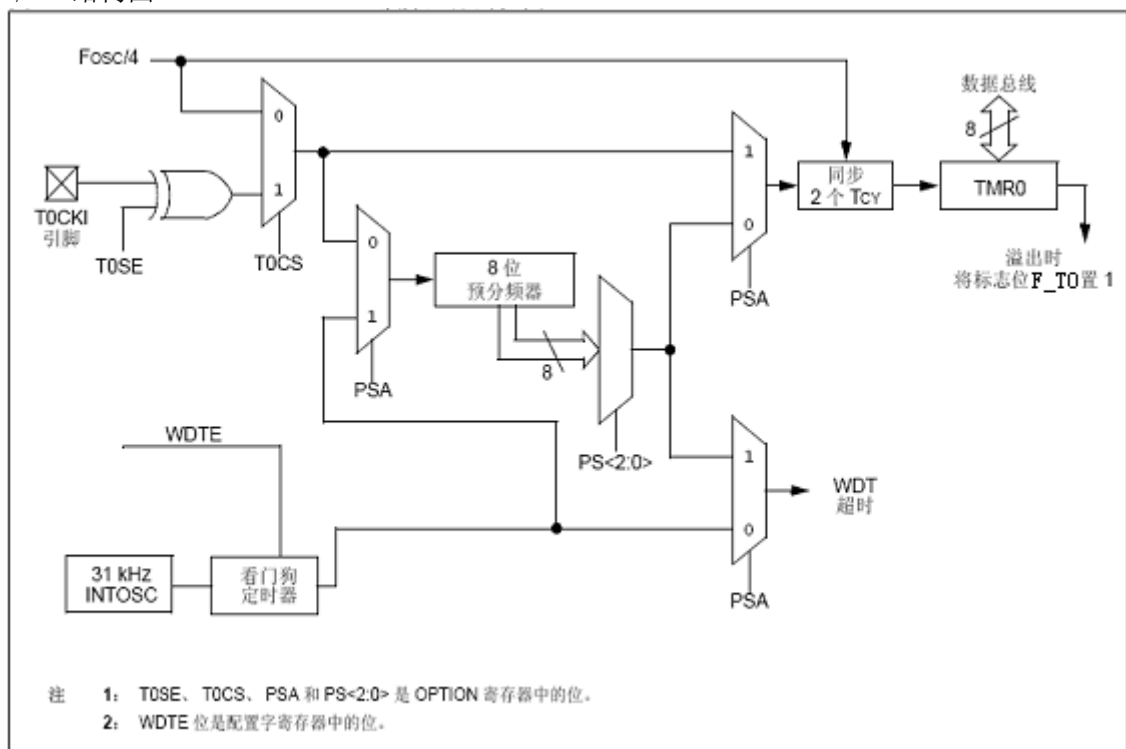 Fosc/4
数据总线
0
8
1
1
同步
2 个 TCY
TMR0
T0CKI
引脚
T0SE
T0CS
0
8 位
预分频器
0
溢出时
将标志位F_T0置 1
PSA
1
8
PSA
WDTE
PS<2:0>
1
WDT
超时
0
31 kHz
INTOSC
看门狗
定时器
PSA
注 1: T0SE、 T0CS、 PSA 和 PS<2:0> 是 OPTION 寄存器中的位。
2: WDTE 位是配置字寄存器中的位。